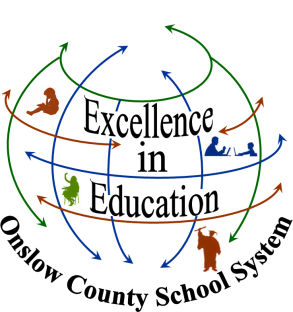 Excellence
in
Education
Onslow County School System